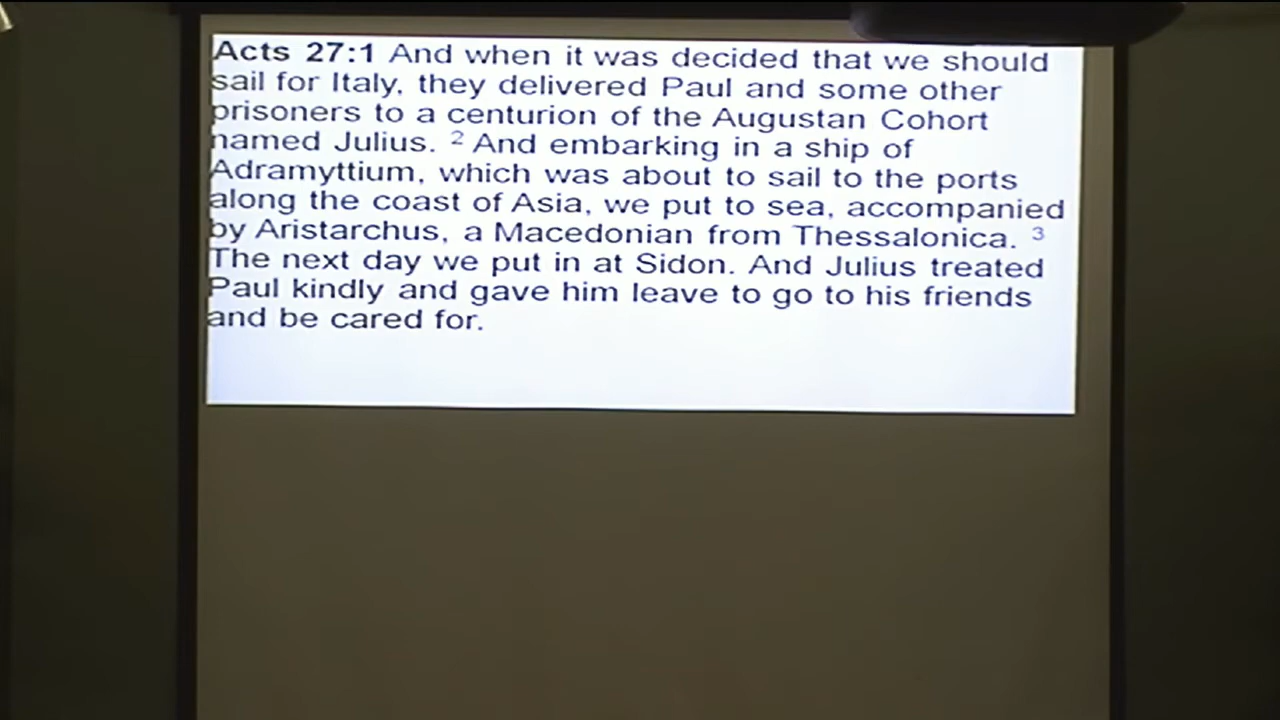 Acts 27:1 And when it was decided that we should
sail for Italy, they delivered Paul and some other
prisoners to a centurion of the Augustan Cohort
named Julius. 2 And embarking in a ship of
Adramyttium, which was about to sail to the ports
along the coast of Asia, we put to sea, accompanied
by Aristarchus, a Macedonian from Thessalonica. 3
The next day we put in at Sidon. And Julius treated
Paul kindly and gave him leave to go to his friends
and be cared for.